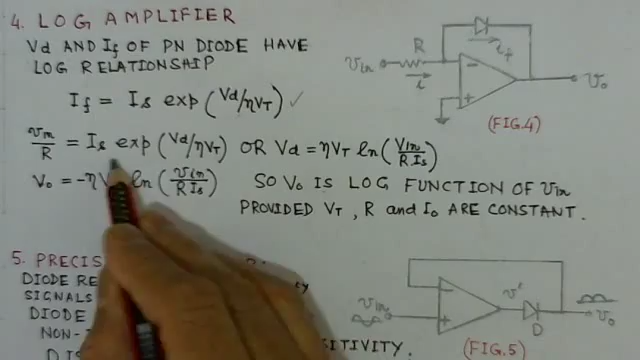 4. LOG AMPLIFIER
Vd AND If OF PN DIODE HAVE
LOG RELATIONSHIP
If = Is exp (Vd/ηVT) ✓
vin/R = Is exp (Vd/ηVT) OR Vd = ηVT ln (Vin/R Is)
Vo = -ηV ln (vin/R Is) SO Vo IS LOG FUNCTION OF vin
PROVIDED VT, R and Io ARE CONSTANT.
R
vin
i
if
-
+
vo
(FIG.4)
5. PRECIS
DIODE RE
SIGNALS
DIODE
NON-
SITIVITY.
vin
-
+
v'
D
vo
(FIG.5)